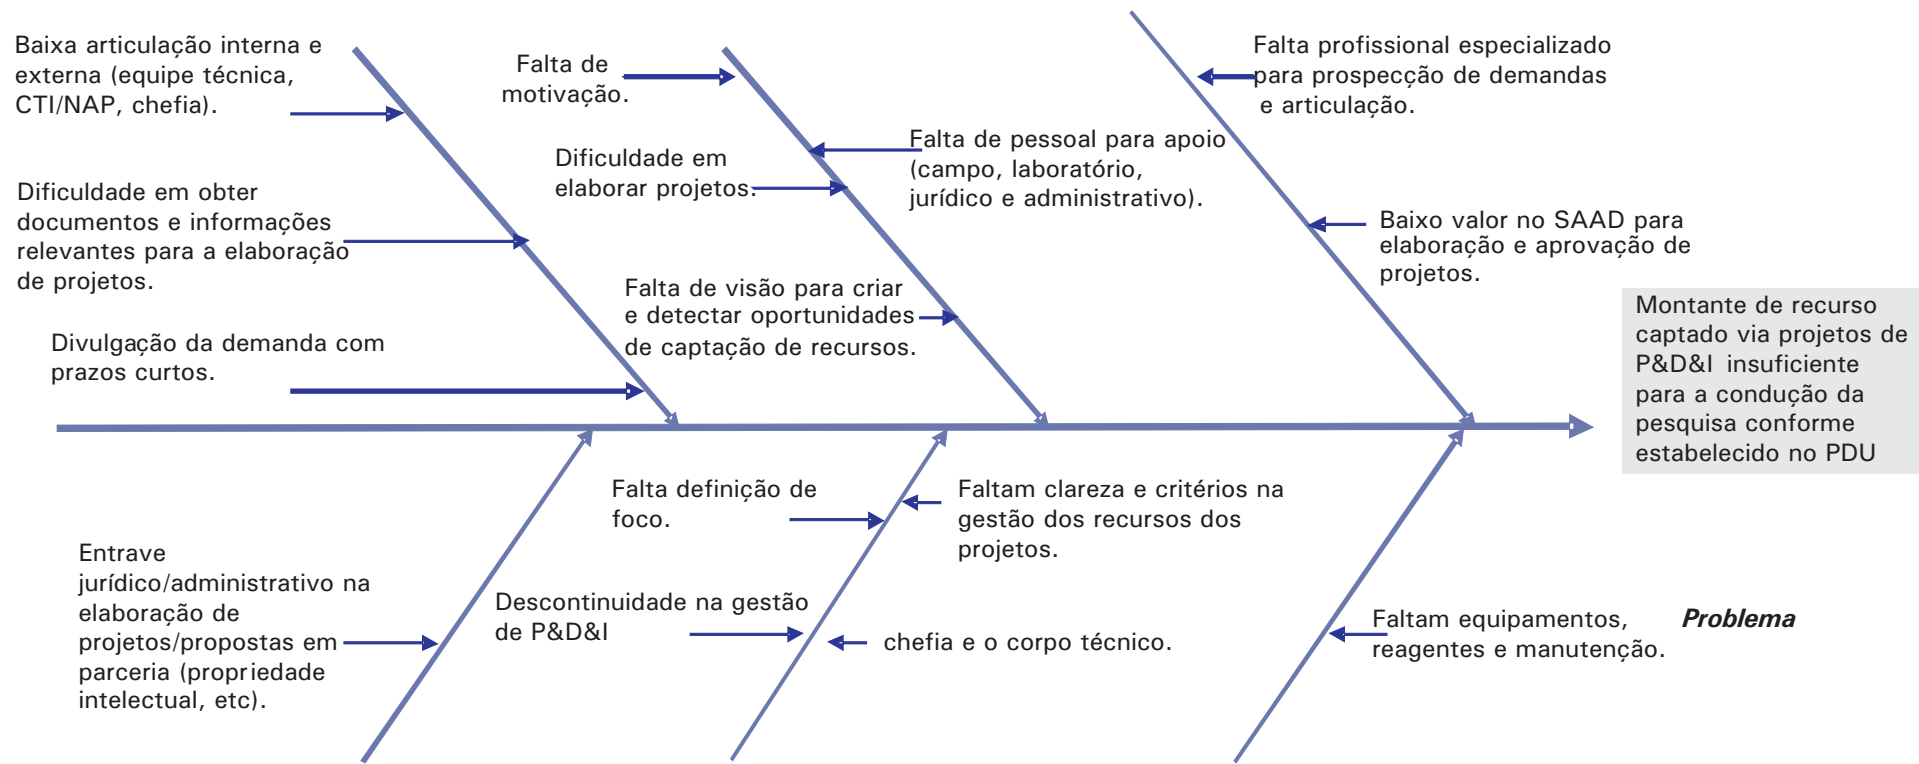 Baixa articulação interna e
externa (equipe técnica,
CTI/NAP, chefia).
Dificuldade em obter
documentos e informações
relevantes para a elaboração
de projetos.
Divulgação da demanda com
prazos curtos.
Falta de
motivação.
Dificuldade em
elaborar projetos.
Falta de pessoal para apoio
(campo, laboratório,
jurídico e administrativo).
Falta de visão para criar
e detectar oportunidades
de captação de recursos.
Falta profissional especializado
para prospecção de demandas
e articulação.
Baixo valor no SAAD para
elaboração e aprovação de
projetos.
Montante de recurso
captado via projetos de
P&D&I insuficiente
para a condução da
pesquisa conforme
estabelecido no PDU
Entrave
jurídico/administrativo na
elaboração de
projetos/propostas em
parceria (propriedade
intelectual, etc).
Falta definição de
foco.
Faltam clareza e critérios na
gestão dos recursos dos
projetos.
Descontinuidade na gestão
de P&D&I
chefia e o corpo técnico.
Faltam equipamentos,
reagentes e manutenção.
Problema